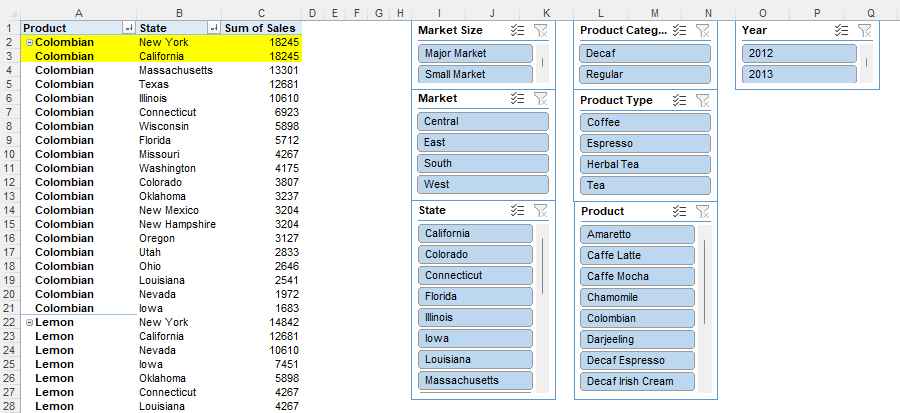 A B C D E F G H I J K L M N O P Q
1 Product State Sum of Sales
2 Colombian New York 18245
3 Colombian California 18245
4 Colombian Massachusetts 13301
5 Colombian Texas 12681
6 Colombian Illinois 10610
7 Colombian Connecticut 6923
8 Colombian Wisconsin 5898
9 Colombian Florida 5712
10 Colombian Missouri 4267
11 Colombian Washington 4175
12 Colombian Colorado 3807
13 Colombian Oklahoma 3237
14 Colombian New Mexico 3204
15 Colombian New Hampshire 3204
16 Colombian Oregon 3127
17 Colombian Utah 2833
18 Colombian Ohio 2646
19 Colombian Louisiana 2541
20 Colombian Nevada 1972
21 Colombian Iowa 1683
22 Lemon New York 14842
23 Lemon California 12681
24 Lemon Nevada 10610
25 Lemon Iowa 7451
26 Lemon Oklahoma 5898
27 Lemon Connecticut 4267
28 Lemon Louisiana 4267
Market Size
Major Market
Small Market
Market
Central
East
South
West
State
California
Colorado
Connecticut
Florida
Illinois
Iowa
Louisiana
Massachusetts
Product Categ...
Decaf
Regular
Product Type
Coffee
Espresso
Herbal Tea
Tea
Product
Amaretto
Caffe Latte
Caffe Mocha
Chamomile
Colombian
Darjeeling
Decaf Espresso
Decaf Irish Cream
Year
2012
2013